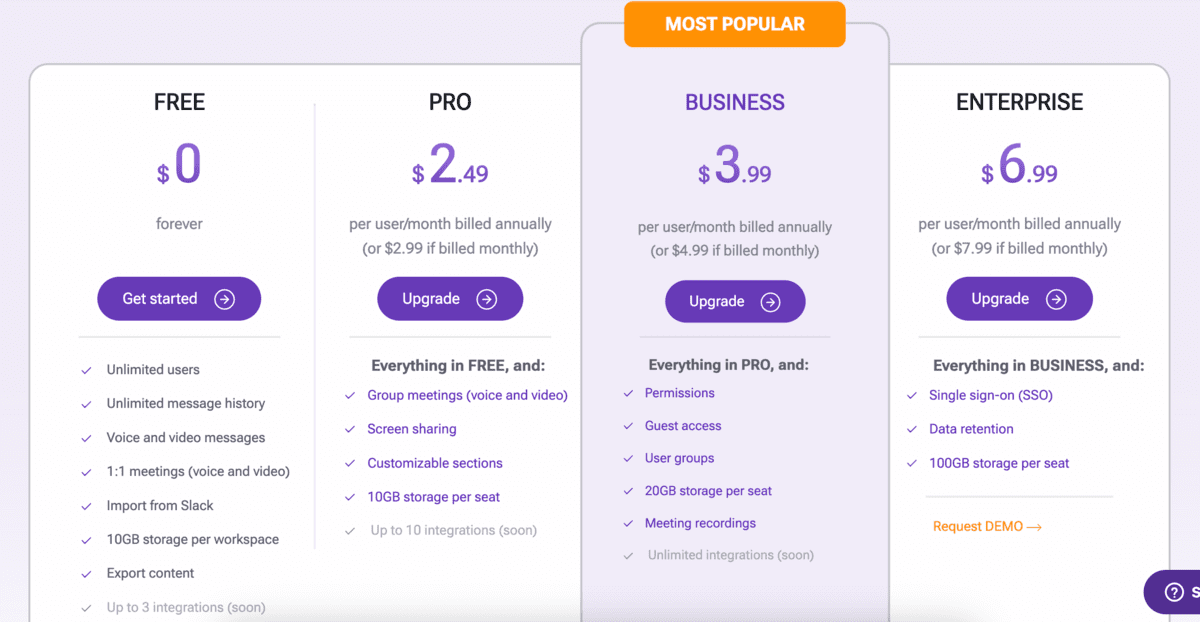 MOST POPULAR
FREE
$0
forever
Get started
Unlimited users
Unlimited message history
Voice and video messages
1:1 meetings (voice and video)
Import from Slack
10GB storage per workspace
Export content
Up to 3 integrations (soon)
PRO
$2.49
per user/month billed annually
(or $2.99 if billed monthly)
Upgrade
Everything in FREE, and:
Group meetings (voice and video)
Screen sharing
Customizable sections
10GB storage per seat
Up to 10 integrations (soon)
BUSINESS
$3.99
per user/month billed annually
(or $4.99 if billed monthly)
Upgrade
Everything in PRO, and:
Permissions
Guest access
User groups
20GB storage per seat
Meeting recordings
Unlimited integrations (soon)
ENTERPRISE
$6.99
per user/month billed annually
(or $7.99 if billed monthly)
Upgrade
Everything in BUSINESS, and:
Single sign-on (SSO)
Data retention
100GB storage per seat
Request DEMO →
? S